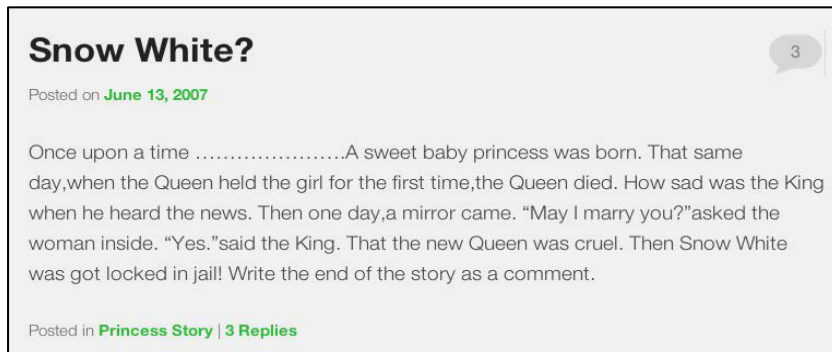 Snow White?
3
Posted on June 13, 2007
Once upon a time …………………..A sweet baby princess was born. That same
day,when the Queen held the girl for the first time,the Queen died. How sad was the King
when he heard the news. Then one day,a mirror came. “May I marry you?”asked the
woman inside. “Yes.”said the King. That the new Queen was cruel. Then Snow White
was got locked in jail! Write the end of the story as a comment.
Posted in Princess Story | 3 Replies